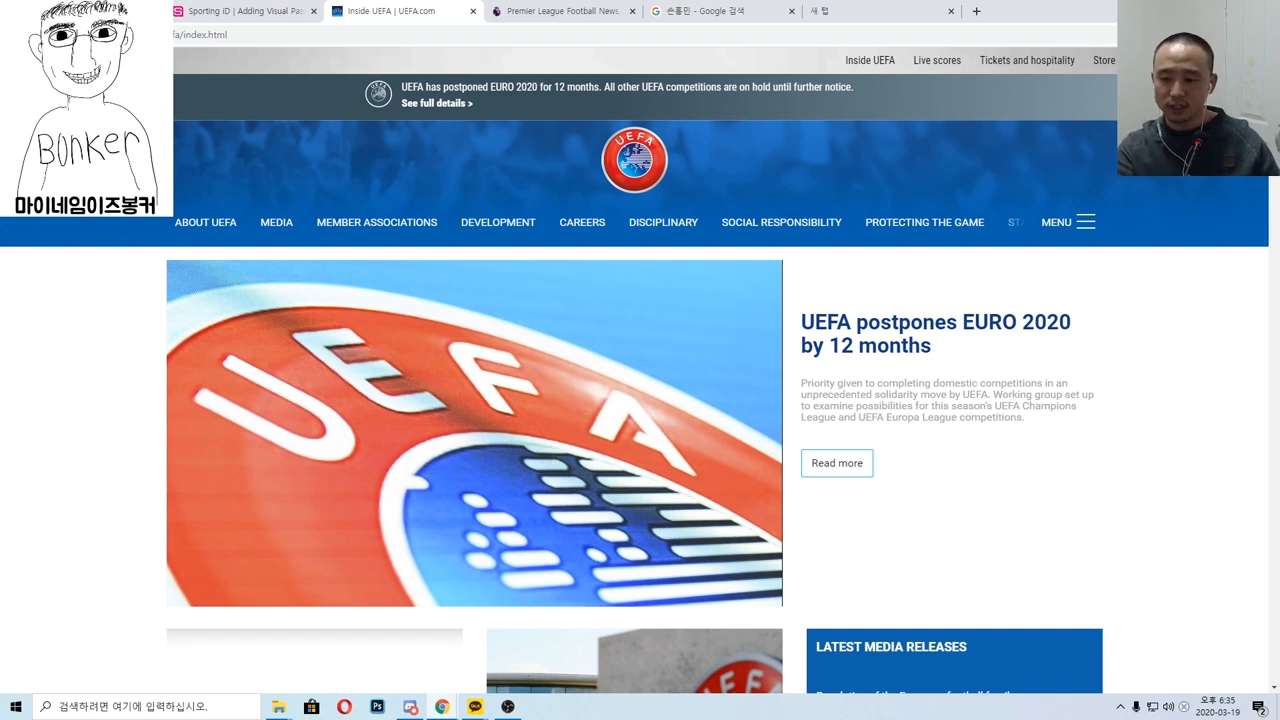 Sporting ID | Adding Visual Pas
Inside UEFA | UEFA.com
Premier League Football News,
손흥민 - Google 검색
새 탭
fa/index.html
Inside UEFA
Live scores
Tickets and hospitality
Store
UEFA has postponed EURO 2020 for 12 months. All other UEFA competitions are on hold until further notice.
See full details >
UEFA
BONKER
마이네임이즈봉커
ABOUT UEFA
MEDIA
MEMBER ASSOCIATIONS
DEVELOPMENT
CAREERS
DISCIPLINARY
SOCIAL RESPONSIBILITY
PROTECTING THE GAME
ST
MENU
UEFA
UEFA postpones EURO 2020
by 12 months
Priority given to completing domestic competitions in an
unprecedented solidarity move by UEFA. Working group set up
to examine possibilities for this season's UEFA Champions
League and UEFA Europa League competitions.
Read more
UEFA
LATEST MEDIA RELEASES
검색하려면 여기에 입력하십시오.
오후 6:35
2020-03-19
2